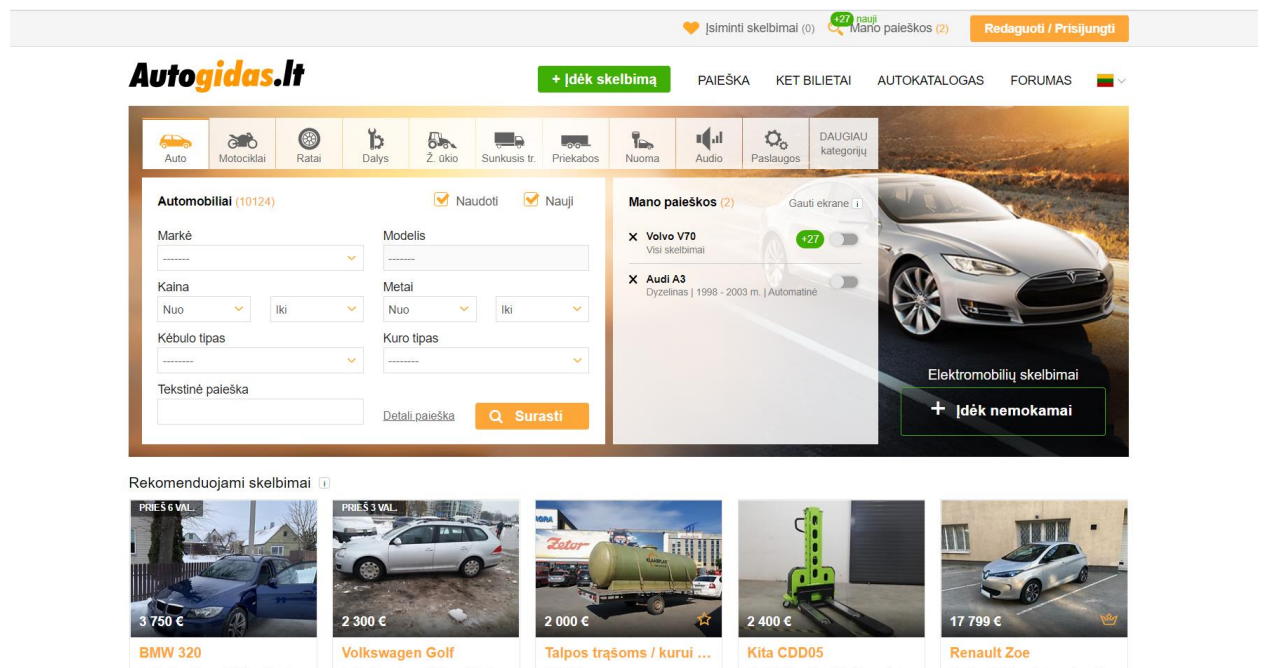 Įsiminti skelbimai (0)
+27 nauji
Mano paieškos (2)
Redaguoti / Prisijungti
Autogidas.lt
+ Įdėk skelbimą
PAIEŠKA
KET BILIETAI
AUTOKATALOGAS
FORUMAS
Auto
Motociklai
Ratai
Dalys
Ž. ūkio
Sunkusis tr.
Priekabos
Nuoma
Audio
Paslaugos
DAUGIAU
kategorijų
Automobiliai (10124)
Naudoti
Nauji
Markė
Modelis
-------
-------
Kaina
Metai
Nuo
Iki
Nuo
Iki
Kėbulo tipas
Kuro tipas
--------
--------
Tekstinė paieška
Detali paieška
Surasti
Mano paieškos (2)
Gauti ekrane i
Volvo V70
Visi skelbimai
+27
Audi A3
Dyzelinas | 1998 - 2003 m. | Automatinė
Elektromobilių skelbimai
+ Įdėk nemokamai
Rekomenduojami skelbimai i
PRIEŠ 6 VAL.
3 750 €
BMW 320
PRIEŠ 3 VAL.
2 300 €
Volkswagen Golf
Zetor
2 000 €
Talpos trąšoms / kurui ...
2 400 €
Kita CDD05
17 799 €
Renault Zoe